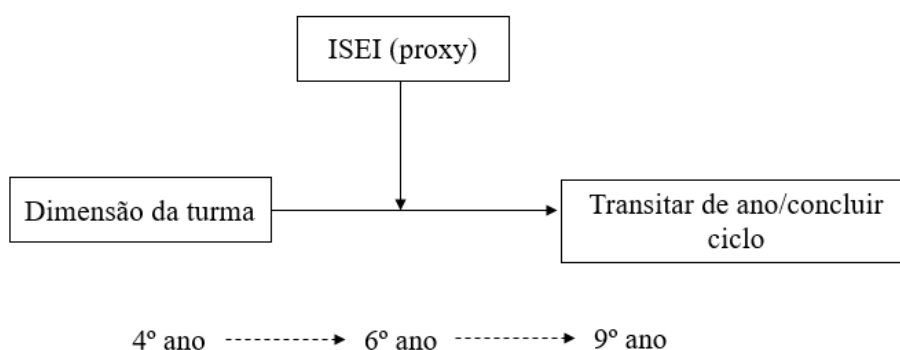 ISEI (proxy)
Dimensão da turma
Transitar de ano/concluir
ciclo
4º ano 6º ano 9º ano